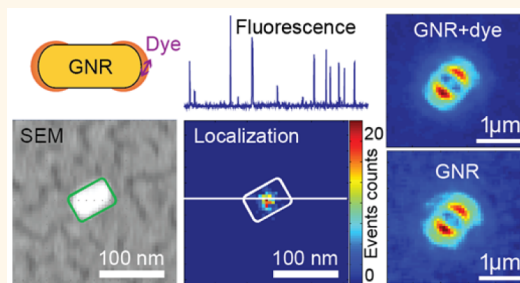 Dye
GNR
Fluorescence
GNR+dye
1μm
SEM
100 nm
Localization
100 nm
20
Events counts
0
GNR
1μm